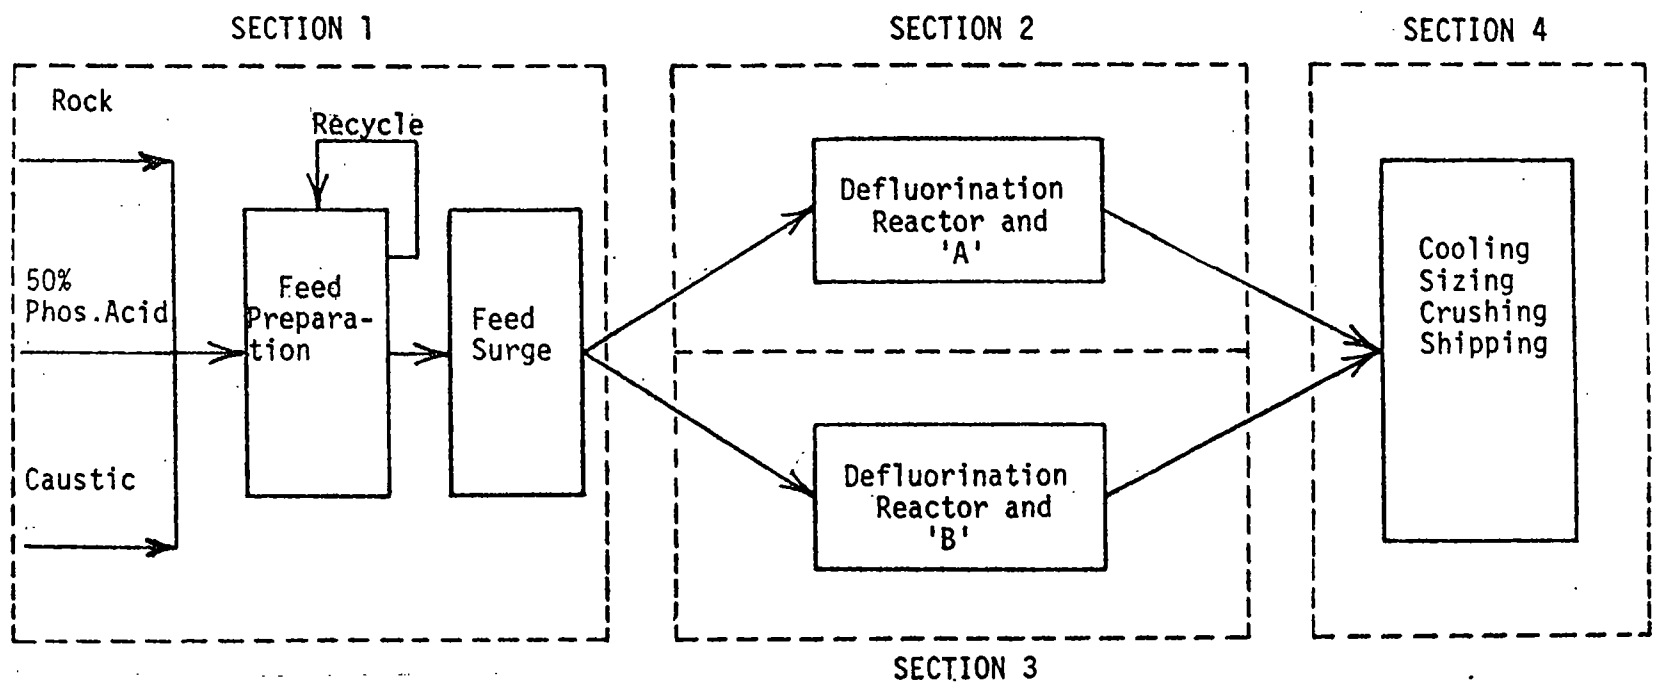 SECTION 1
SECTION 2
SECTION 4
Rock
Recycle
50%
Phos.Acid
Caustic
Feed
Prepara-
tion
Feed
Surge
Defluorination
Reactor and
'A'
Defluorination
Reactor and
'B'
Cooling
Sizing
Crushing
Shipping
SECTION 3